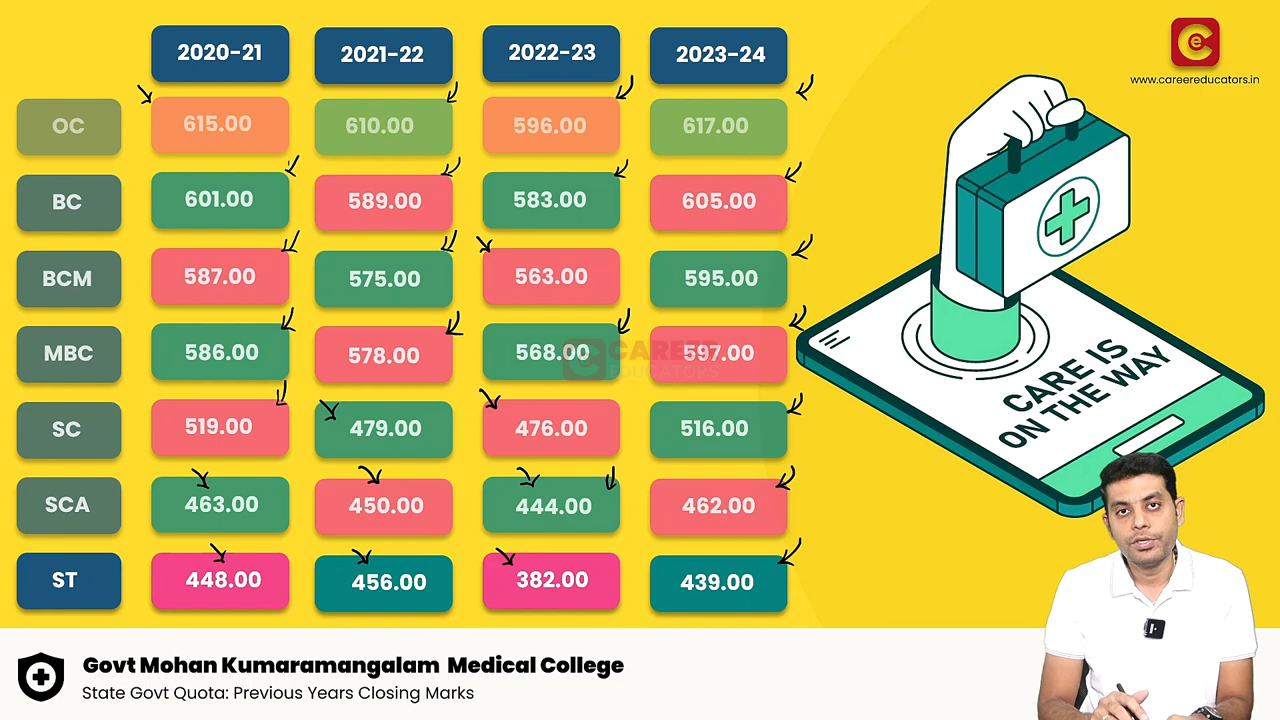 2020-21 2021-22 2022-23 2023-24
www.careereducators.in
OC 615.00 610.00 596.00 617.00
BC 601.00 589.00 583.00 605.00
BCM 587.00 575.00 563.00 595.00
MBC 586.00 578.00 568.00 597.00
CAREER
EDUCATORS
SC 519.00 479.00 476.00 516.00
SCA 463.00 450.00 444.00 462.00
ST 448.00 456.00 382.00 439.00
CARE IS
ON THE WAY
Govt Mohan Kumaramangalam Medical College
State Govt Quota: Previous Years Closing Marks